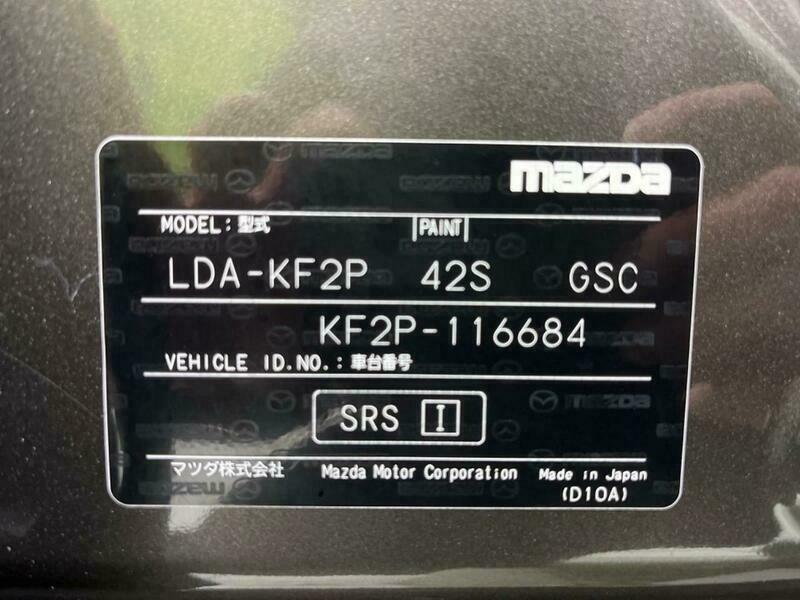 mazda
MODEL：型式 PAINT
LDA-KF2P 42S GSC
KF2P-116684
VEHICLE ID.NO.：車台番号
SRS I
マツダ株式会社 Mazda Motor Corporation Made in Japan
(D10A)